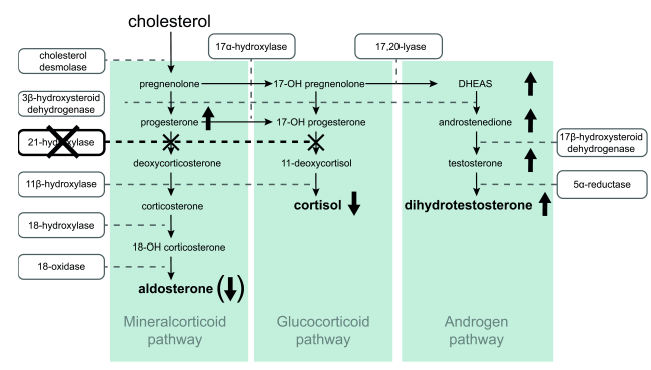 cholesterol
17α-hydroxylase
17,20-lyase
cholesterol
desmolase
pregnenolone
17-OH pregnenolone
DHEAS
3β-hydroxysteroid
dehydrogenase
progesterone
17-OH progesterone
androstenedione
21-hydroxylase
17β-hydroxysteroid
dehydrogenase
deoxycorticosterone
11-deoxycortisol
testosterone
11β-hydroxylase
5α-reductase
corticosterone
cortisol
dihydrotestosterone
18-hydroxylase
18-OH corticosterone
18-oxidase
aldosterone ( )
Mineralcorticoid
pathway
Glucocorticoid
pathway
Androgen
pathway